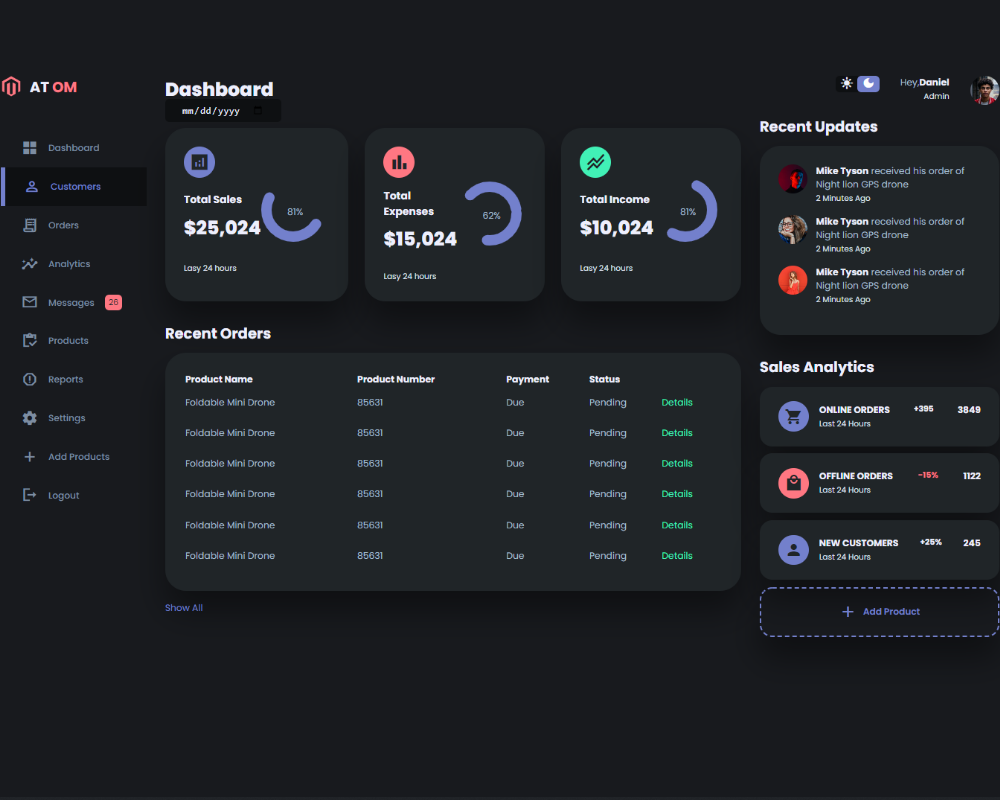 AT OM
Dashboard
Customers
Orders
Analytics
Messages 26
Products
Reports
Settings
Add Products
Logout
Dashboard
mm/dd/yyyy
Total Sales
$25,024
81%
Lasy 24 hours
Total
Expenses
$15,024
62%
Lasy 24 hours
Total Income
$10,024
81%
Lasy 24 hours
Recent Orders
Product Name Product Number Payment Status
Foldable Mini Drone 85631 Due Pending Details
Foldable Mini Drone 85631 Due Pending Details
Foldable Mini Drone 85631 Due Pending Details
Foldable Mini Drone 85631 Due Pending Details
Foldable Mini Drone 85631 Due Pending Details
Foldable Mini Drone 85631 Due Pending Details
Show All
Hey,Daniel
Admin
Recent Updates
Mike Tyson received his order of
Night lion GPS drone
2 Minutes Ago
Mike Tyson received his order of
Night lion GPS drone
2 Minutes Ago
Mike Tyson received his order of
Night lion GPS drone
2 Minutes Ago
Sales Analytics
ONLINE ORDERS +395 3849
Last 24 Hours
OFFLINE ORDERS -15% 1122
Last 24 Hours
NEW CUSTOMERS +25% 245
Last 24 Hours
Add Product